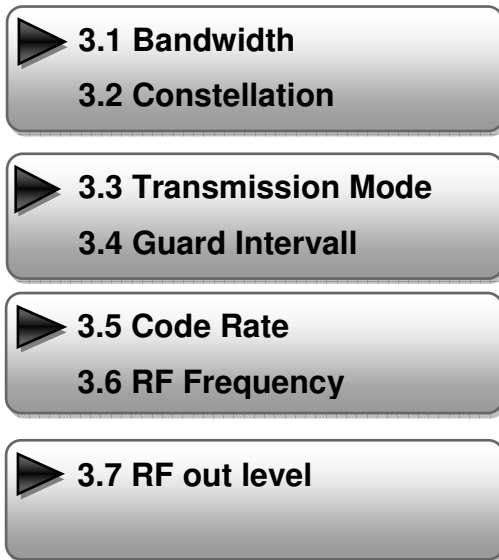 3.1 Bandwidth
3.2 Constellation
3.3 Transmission Mode
3.4 Guard Intervall
3.5 Code Rate
3.6 RF Frequency
3.7 RF out level